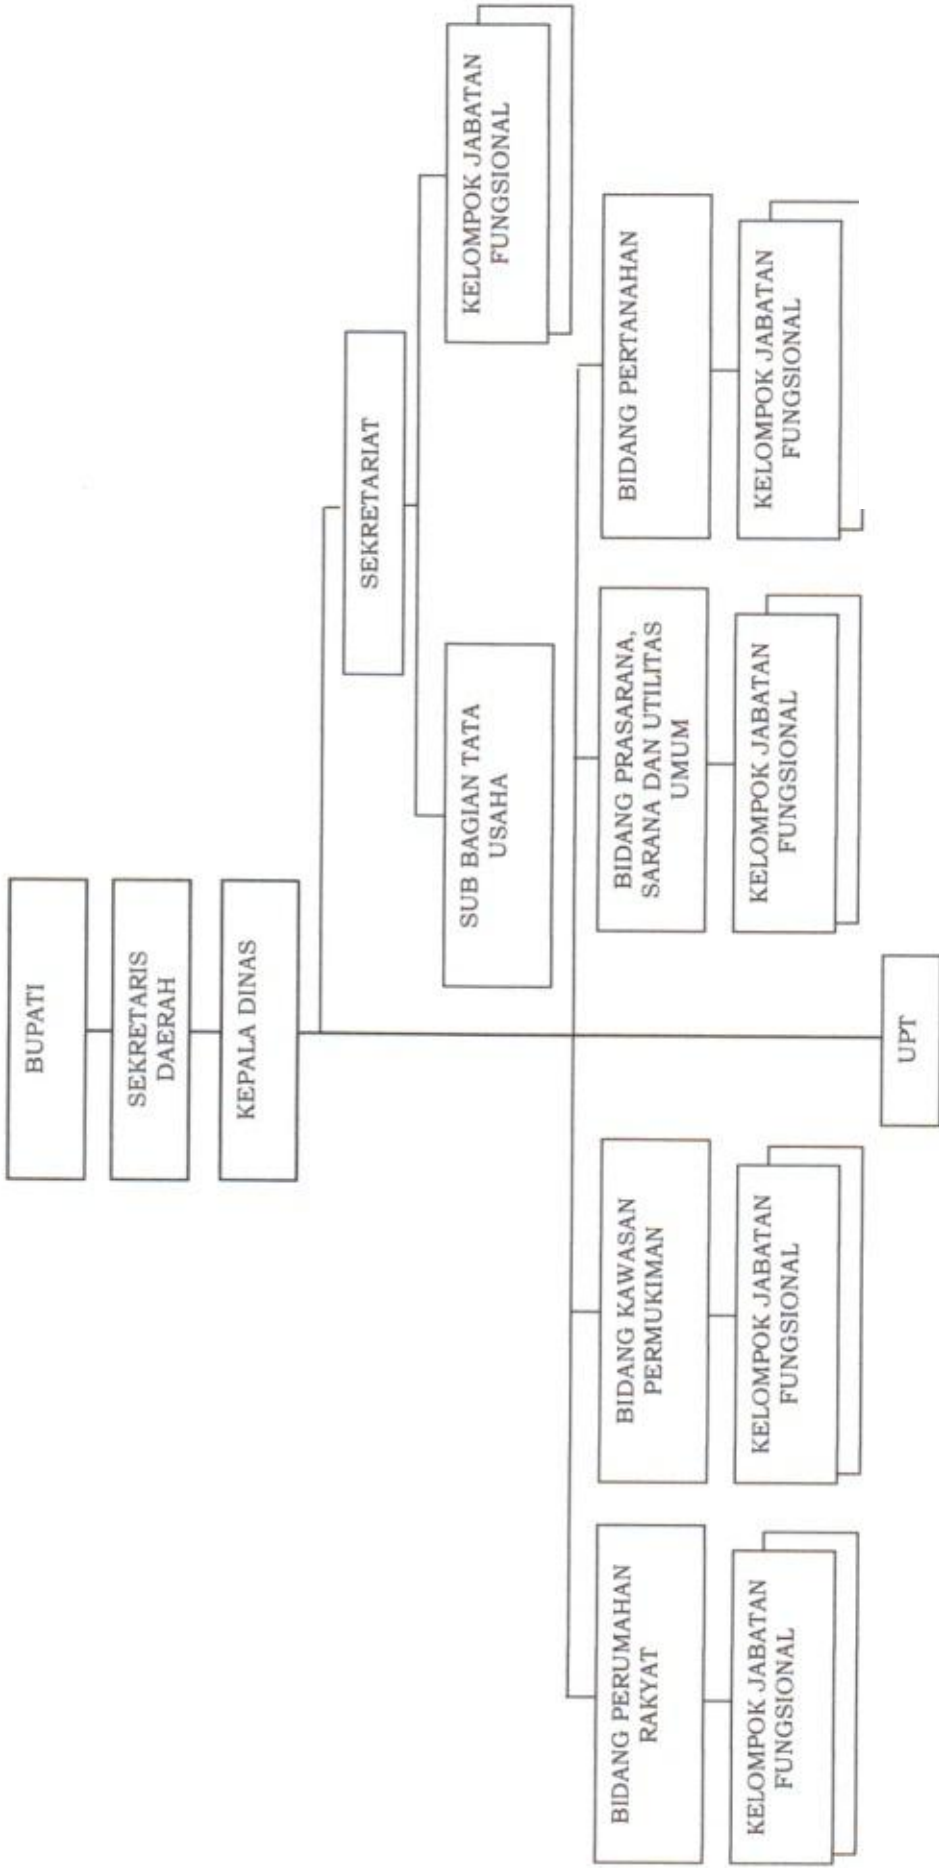 BUPATI
SEKRETARIS
DAERAH
KEPALA DINAS
SEKRETARIAT
SUB BAGIAN TATA
USAHA
KELOMPOK JABATAN
FUNGSIONAL
BIDANG PERUMAHAN
RAKYAT
BIDANG KAWASAN
PERMUKIMAN
BIDANG PRASARANA,
SARANA DAN UTILITAS
UMUM
BIDANG PERTANAHAN
KELOMPOK JABATAN
FUNGSIONAL
KELOMPOK JABATAN
FUNGSIONAL
KELOMPOK JABATAN
FUNGSIONAL
KELOMPOK JABATAN
FUNGSIONAL
UPT